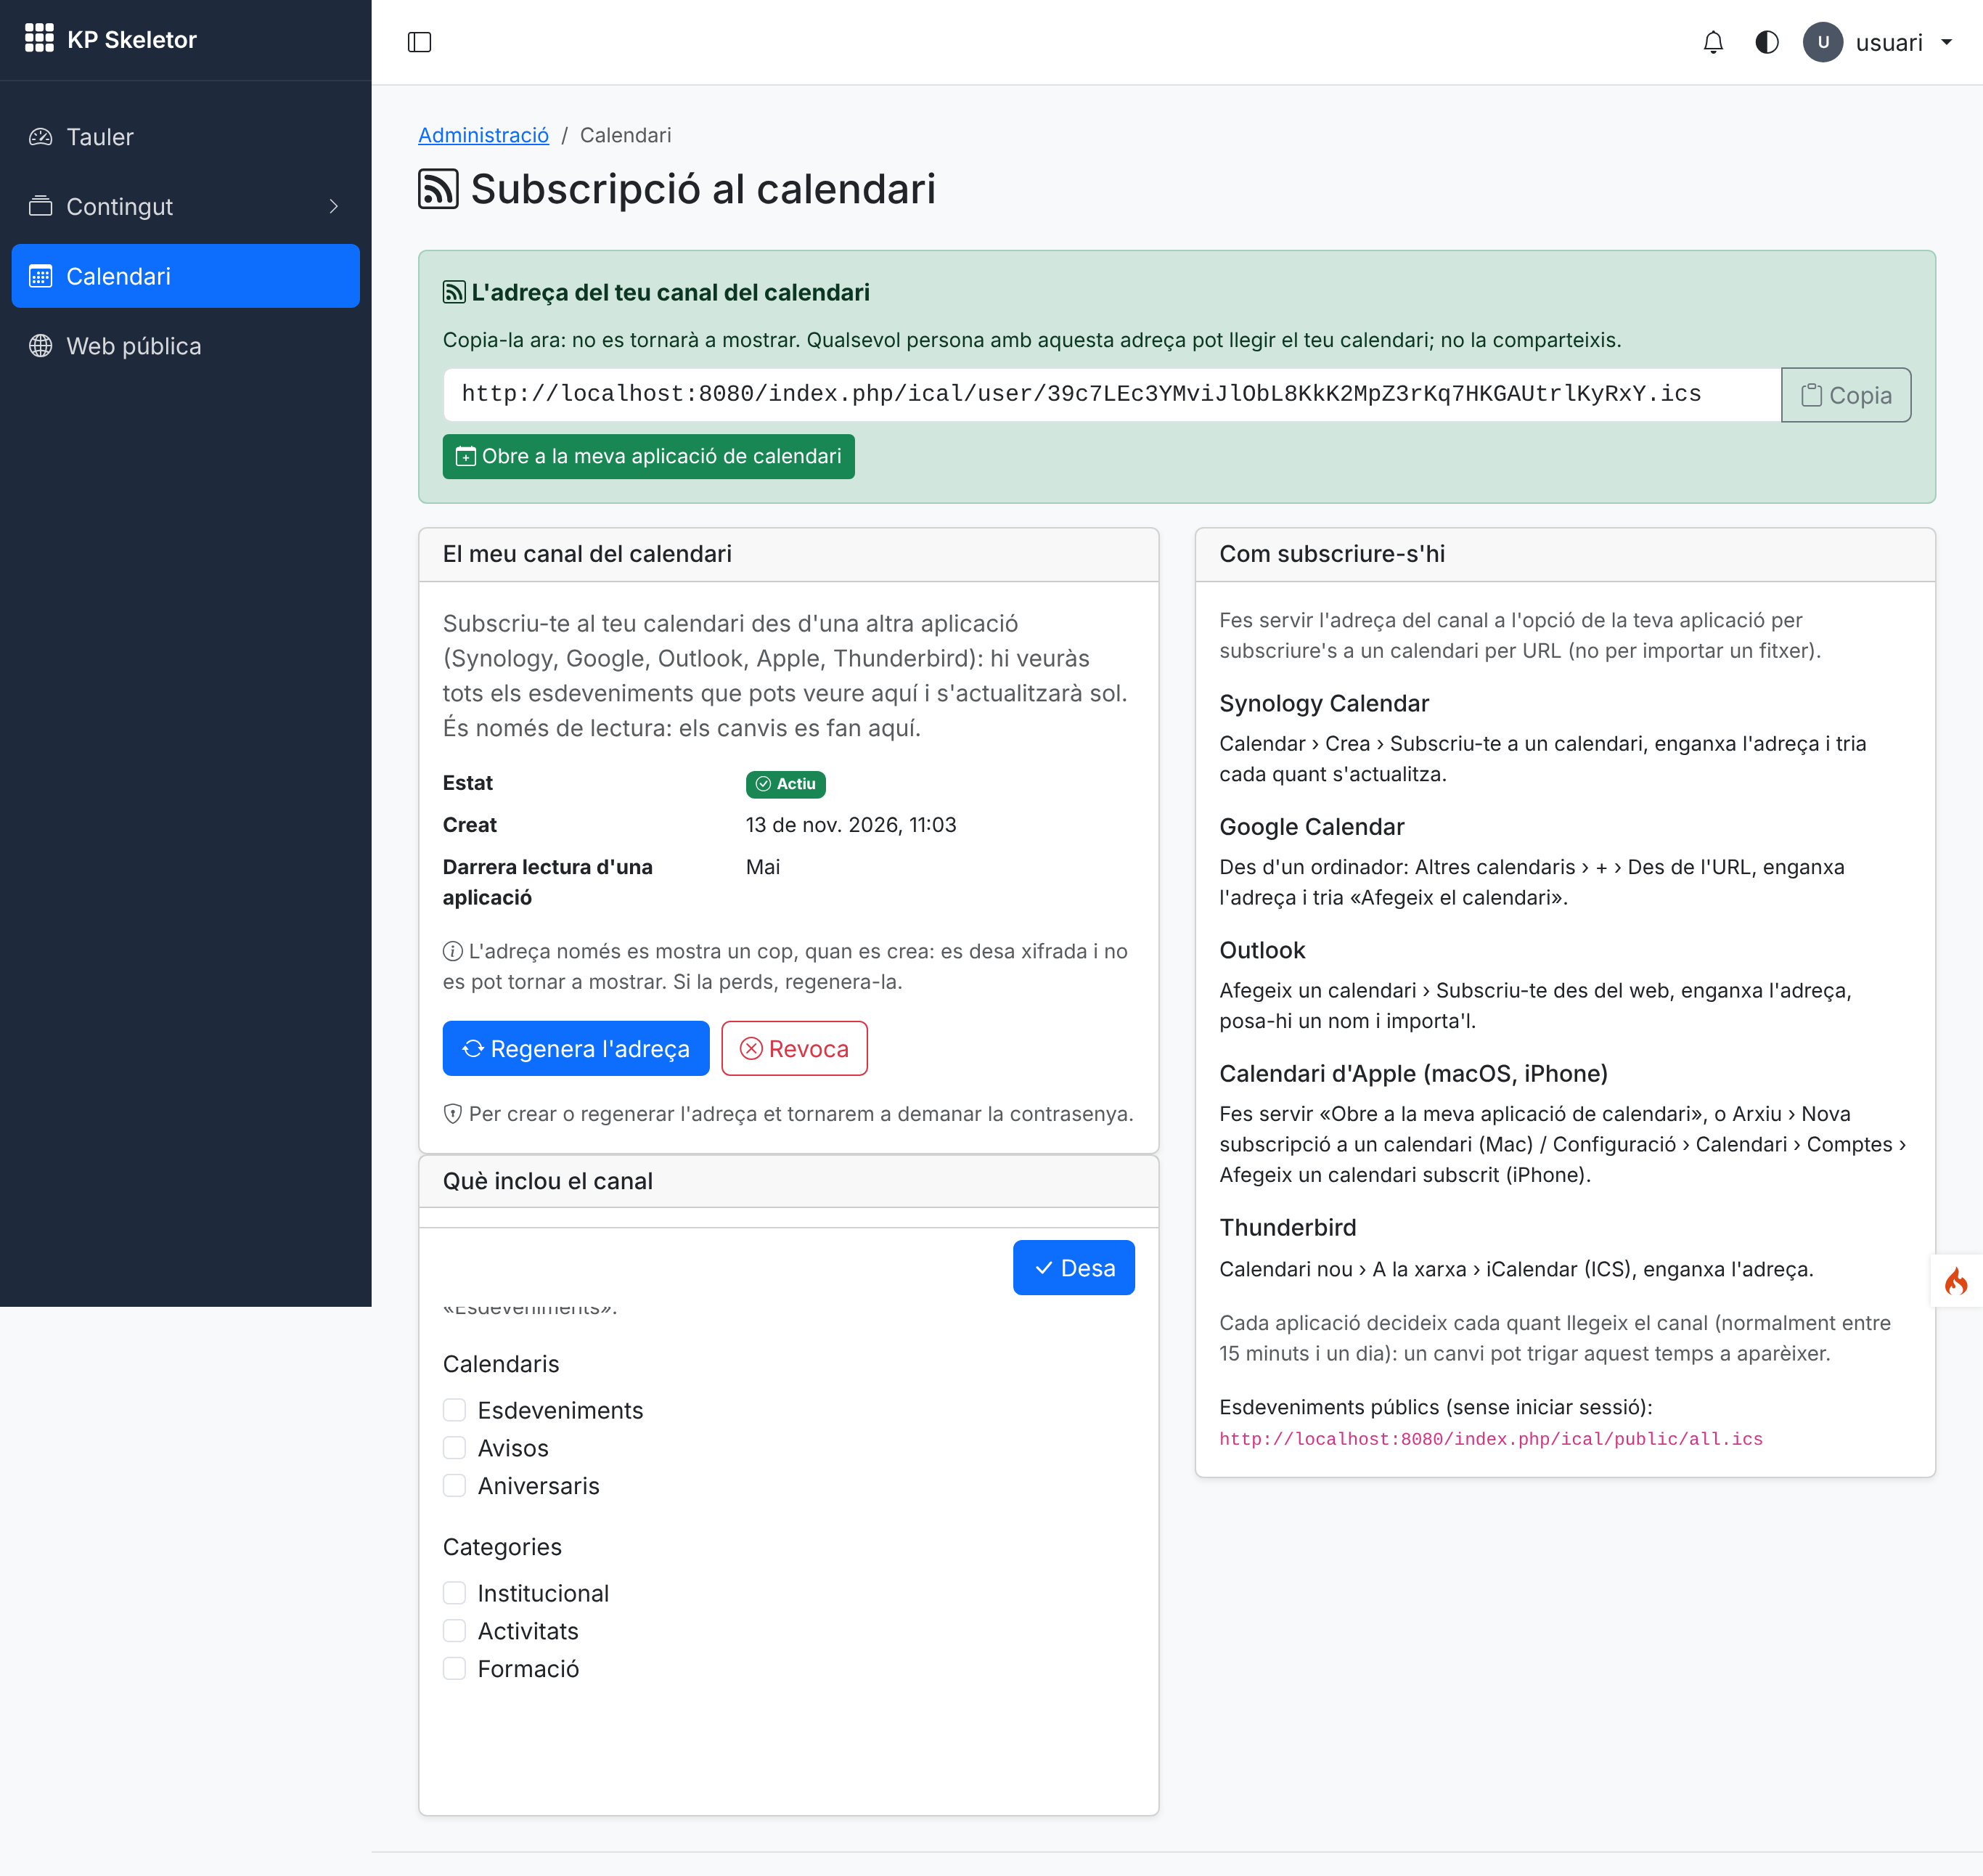 KP Skeletor
usuari
U
Tauler
Contingut
Calendari
Web pública
Administració / Calendari
Subscripció al calendari
L'adreça del teu canal del calendari
Copia-la ara: no es tornarà a mostrar. Qualsevol persona amb aquesta adreça pot llegir el teu calendari; no la comparteixis.
http://localhost:8080/index.php/ical/user/39c7LEc3YMviJlObL8KkK2MpZ3rKq7HKGAUtrlKyRxY.ics
Copia
Obre a la meva aplicació de calendari
El meu canal del calendari
Subscriu-te al teu calendari des d'una altra aplicació
(Synology, Google, Outlook, Apple, Thunderbird): hi veuràs
tots els esdeveniments que pots veure aquí i s'actualitzarà sol.
És només de lectura: els canvis es fan aquí.
Estat Actiu
Creat 13 de nov. 2026, 11:03
Darrera lectura d'una Mai
aplicació
L'adreça només es mostra un cop, quan es crea: es desa xifrada i no
es pot tornar a mostrar. Si la perds, regenera-la.
Regenera l'adreça
Revoca
Per crear o regenerar l'adreça et tornarem a demanar la contrasenya.
Què inclou el canal
Desa
«Esdeveniments».
Calendaris
Esdeveniments
Avisos
Aniversaris
Categories
Institucional
Activitats
Formació
Com subscriure-s'hi
Fes servir l'adreça del canal a l'opció de la teva aplicació per
subscriure's a un calendari per URL (no per importar un fitxer).
Synology Calendar
Calendar › Crea › Subscriu-te a un calendari, enganxa l'adreça i tria
cada quant s'actualitza.
Google Calendar
Des d'un ordinador: Altres calendaris › + › Des de l'URL, enganxa
l'adreça i tria «Afegeix el calendari».
Outlook
Afegeix un calendari › Subscriu-te des del web, enganxa l'adreça,
posa-hi un nom i importa'l.
Calendari d'Apple (macOS, iPhone)
Fes servir «Obre a la meva aplicació de calendari», o Arxiu › Nova
subscripció a un calendari (Mac) / Configuració › Calendari › Comptes ›
Afegeix un calendari subscrit (iPhone).
Thunderbird
Calendari nou › A la xarxa › iCalendar (ICS), enganxa l'adreça.
Cada aplicació decideix cada quant llegeix el canal (normalment entre
15 minuts i un dia): un canvi pot trigar aquest temps a aparèixer.
Esdeveniments públics (sense iniciar sessió):
http://localhost:8080/index.php/ical/public/all.ics